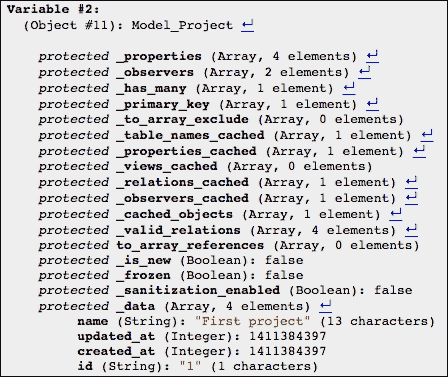 Variable #2:
(Object #11): Model_Project ↵
protected _properties (Array, 4 elements) ↵
protected _observers (Array, 2 elements) ↵
protected _has_many (Array, 1 element) ↵
protected _primary_key (Array, 1 element) ↵
protected _to_array_exclude (Array, 0 elements)
protected _table_names_cached (Array, 1 element) ↵
protected _properties_cached (Array, 1 element) ↵
protected _views_cached (Array, 0 elements)
protected _relations_cached (Array, 1 element) ↵
protected _observers_cached (Array, 1 element) ↵
protected _cached_objects (Array, 1 element) ↵
protected _valid_relations (Array, 4 elements) ↵
protected to_array_references (Array, 0 elements)
protected _is_new (Boolean): false
protected _frozen (Boolean): false
protected _sanitization_enabled (Boolean): false
protected _data (Array, 4 elements) ↵
name (String): "First project" (13 characters)
updated_at (Integer): 1411384397
created_at (Integer): 1411384397
id (String): "1" (1 characters)